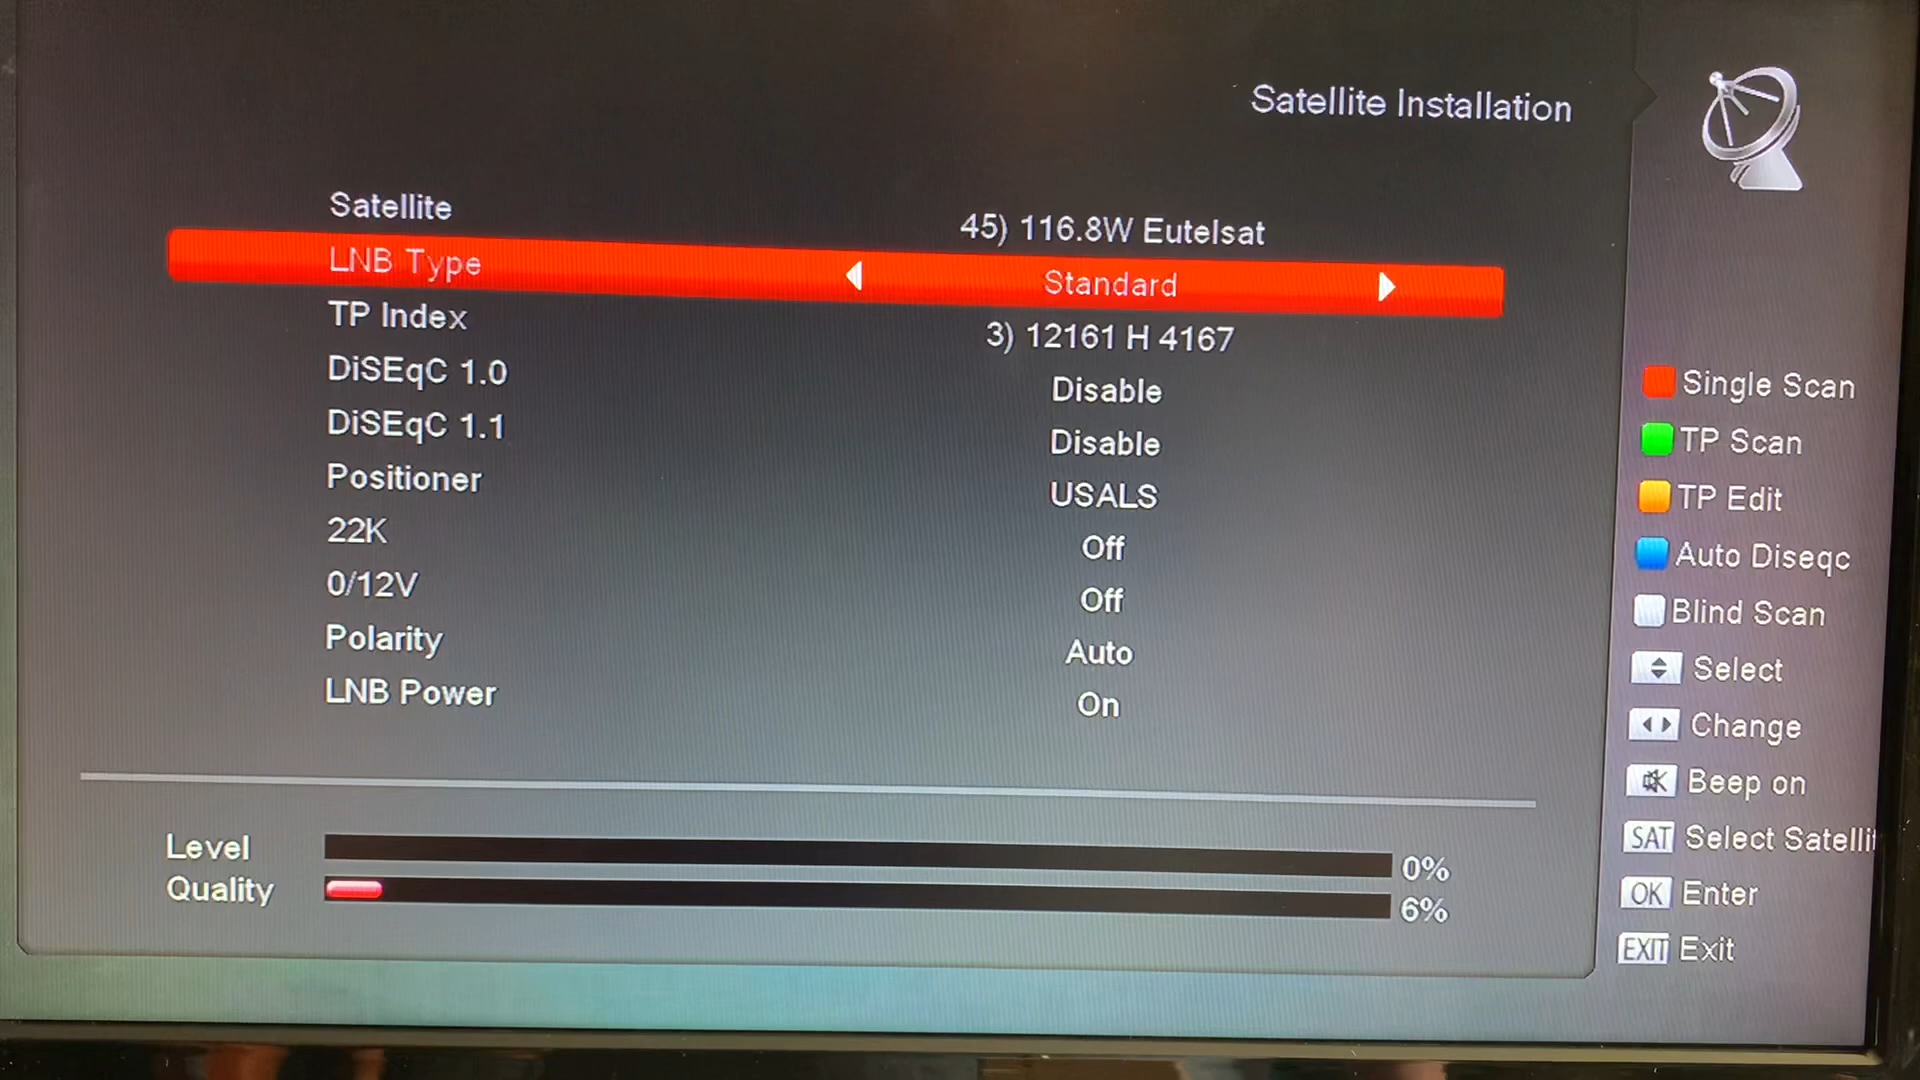 Satellite Installation
Satellite 45) 116.8W Eutelsat
LNB Type Standard
TP Index 3) 12161 H 4167
DiSEqC 1.0 Disable
DiSEqC 1.1 Disable
Positioner USALS
22K Off
0/12V Off
Polarity Auto
LNB Power On
Level 0%
Quality 6%
Single Scan
TP Scan
TP Edit
Auto Diseqc
Blind Scan
Select
Change
Beep on
SAT Select Satellit
OK Enter
EXIT Exit